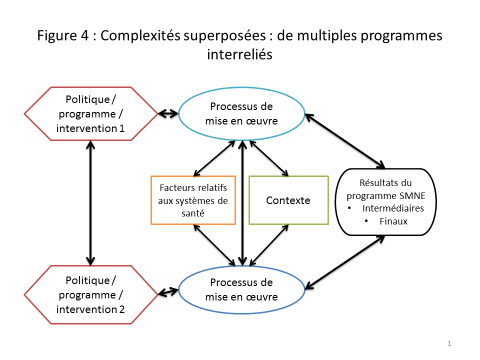 Figure 4 : Complexités superposées : de multiples programmes
interreliés
Politique /
programme /
intervention 1
Processus de
mise en œuvre
Facteurs relatifs
aux systèmes de
santé
Contexte
Résultats du
programme SMNE
• Intermédiaires
• Finaux
Politique /
programme /
intervention 2
Processus de
mise en œuvre
1